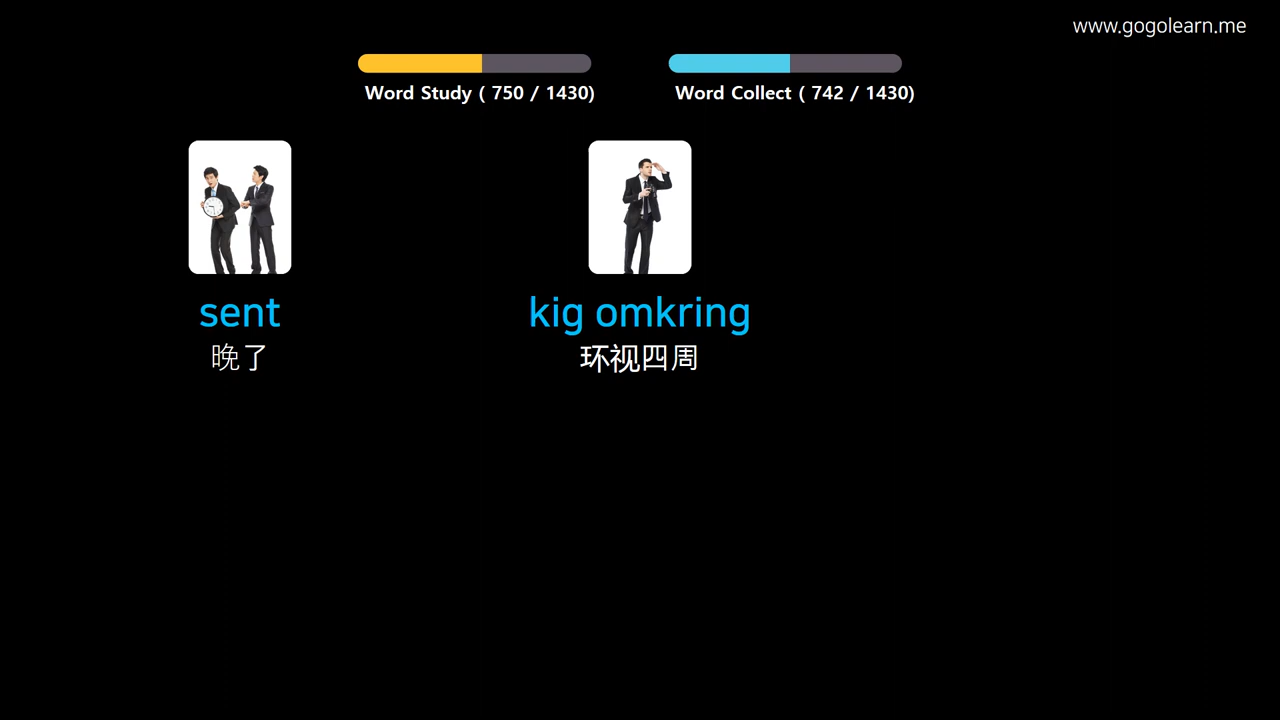 www.gogolearn.me
Word Study ( 750 / 1430)
Word Collect ( 742 / 1430)
sent
晚了
kig omkring
环视四周